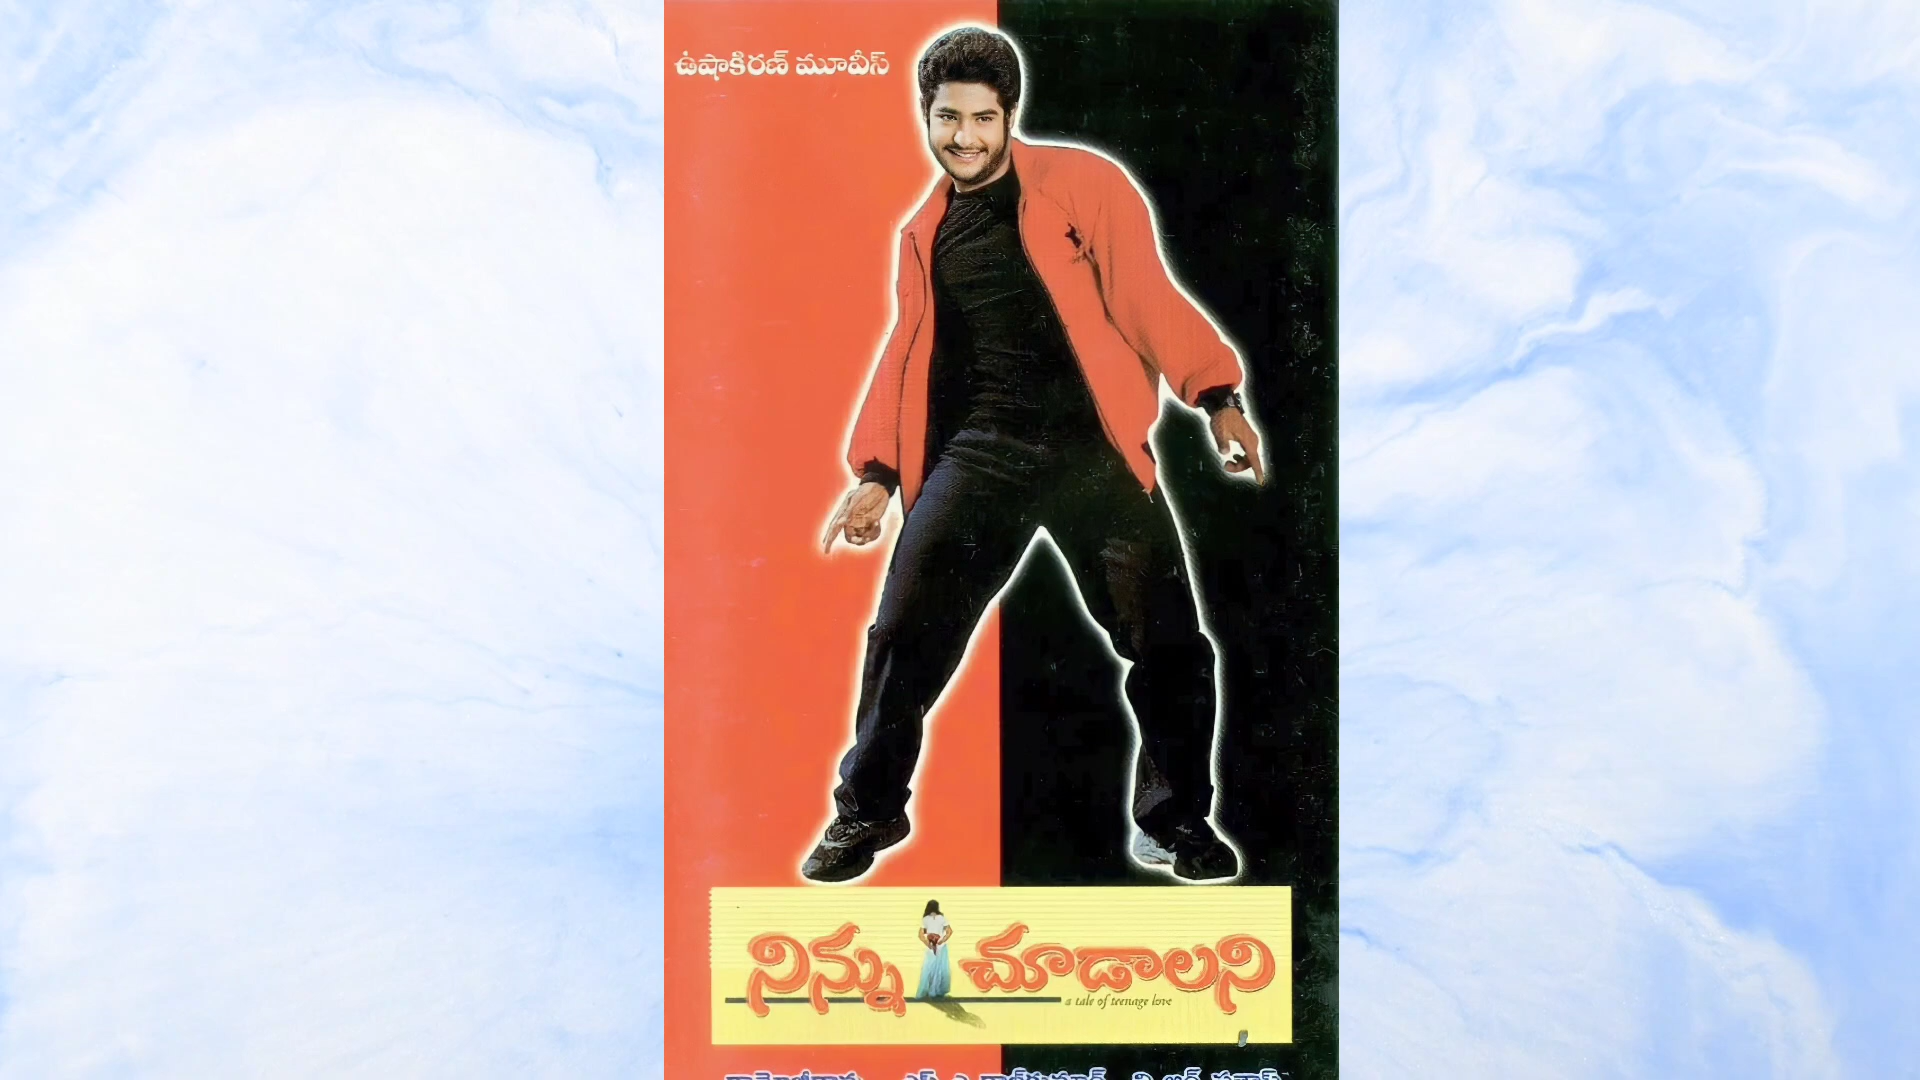 ఉషాకిరణ్ మూవీస్
నిన్ను చూడాలని
a tale of teenage love